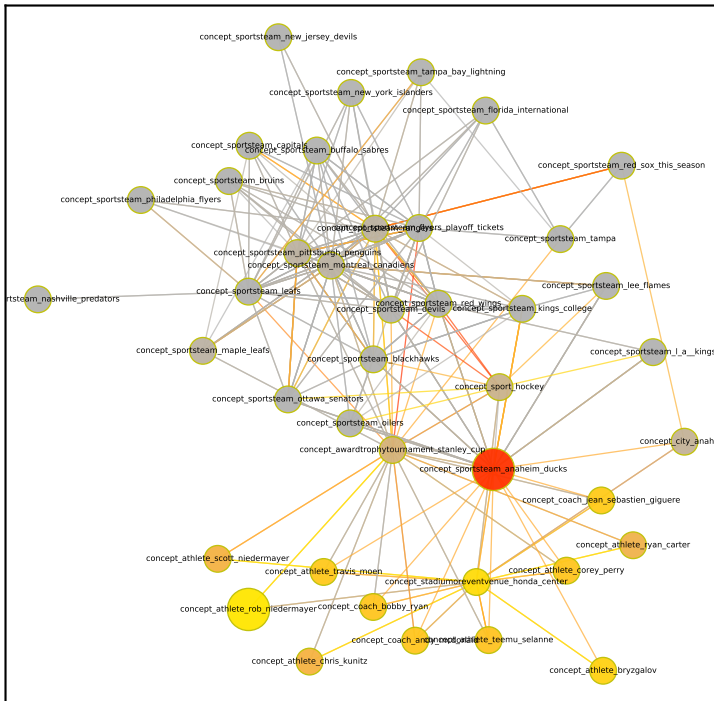 concept_sportsteam_new_jersey_devils
concept_sportsteam_tampa_bay_lightning
concept_sportsteam_new_york_islanders
concept_sportsteam_florida_international
concept_sportsteam_capitals
concept_sportsteam_buffalo_sabres
concept_sportsteam_red_sox_this_season
concept_sportsteam_bruins
concept_sportsteam_philadelphia_flyers
concept_sportsteam_flyers_playoff_tickets
concept_sportsteam_tampa
concept_sportsteam_pittsburgh_penguins
concept_sportsteam_montreal_canadiens
concept_sportsteam_leafs
concept_sportsteam_lee_flames
rtsteam_nashville_predators
concept_sportsteam_red_wings
concept_sportsteam_devils
concept_sportsteam_kings_college
concept_sportsteam_maple_leafs
concept_sportsteam_blackhawks
concept_sportsteam_l_a__kings
concept_sport_hockey
concept_sportsteam_ottawa_senators
concept_sportsteam_oilers
concept_city_anah
concept_awardtrophytournament_stanley_cup
concept_sportsteam_anaheim_ducks
concept_coach_jean_sebastien_giguere
concept_athlete_ryan_carter
concept_athlete_scott_niedermayer
concept_athlete_travis_moen
concept_athlete_corey_perry
concept_stadiumoreventvenue_honda_center
concept_athlete_rob_niedermayer
concept_coach_bobby_ryan
concept_coach_andy_mcdonald
concept_athlete_teemu_selanne
concept_athlete_chris_kunitz
concept_athlete_bryzgalov